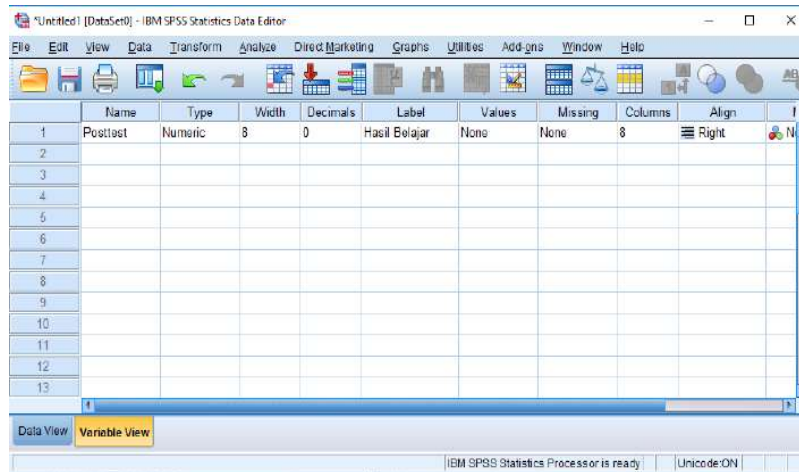 *Untitled1 [DataSet0] - IBM SPSS Statistics Data Editor
File Edit View Data Transform Analyze Direct Marketing Graphs Utilities Add-ons Window Help
Name Type Width Decimals Label Values Missing Columns Align
1 Posttest Numeric 8 0 Hasil Belajar None None 8 Right
2
3
4
5
6
7
8
9
10
11
12
13
Data View Variable View
IBM SPSS Statistics Processor is ready Unicode:ON